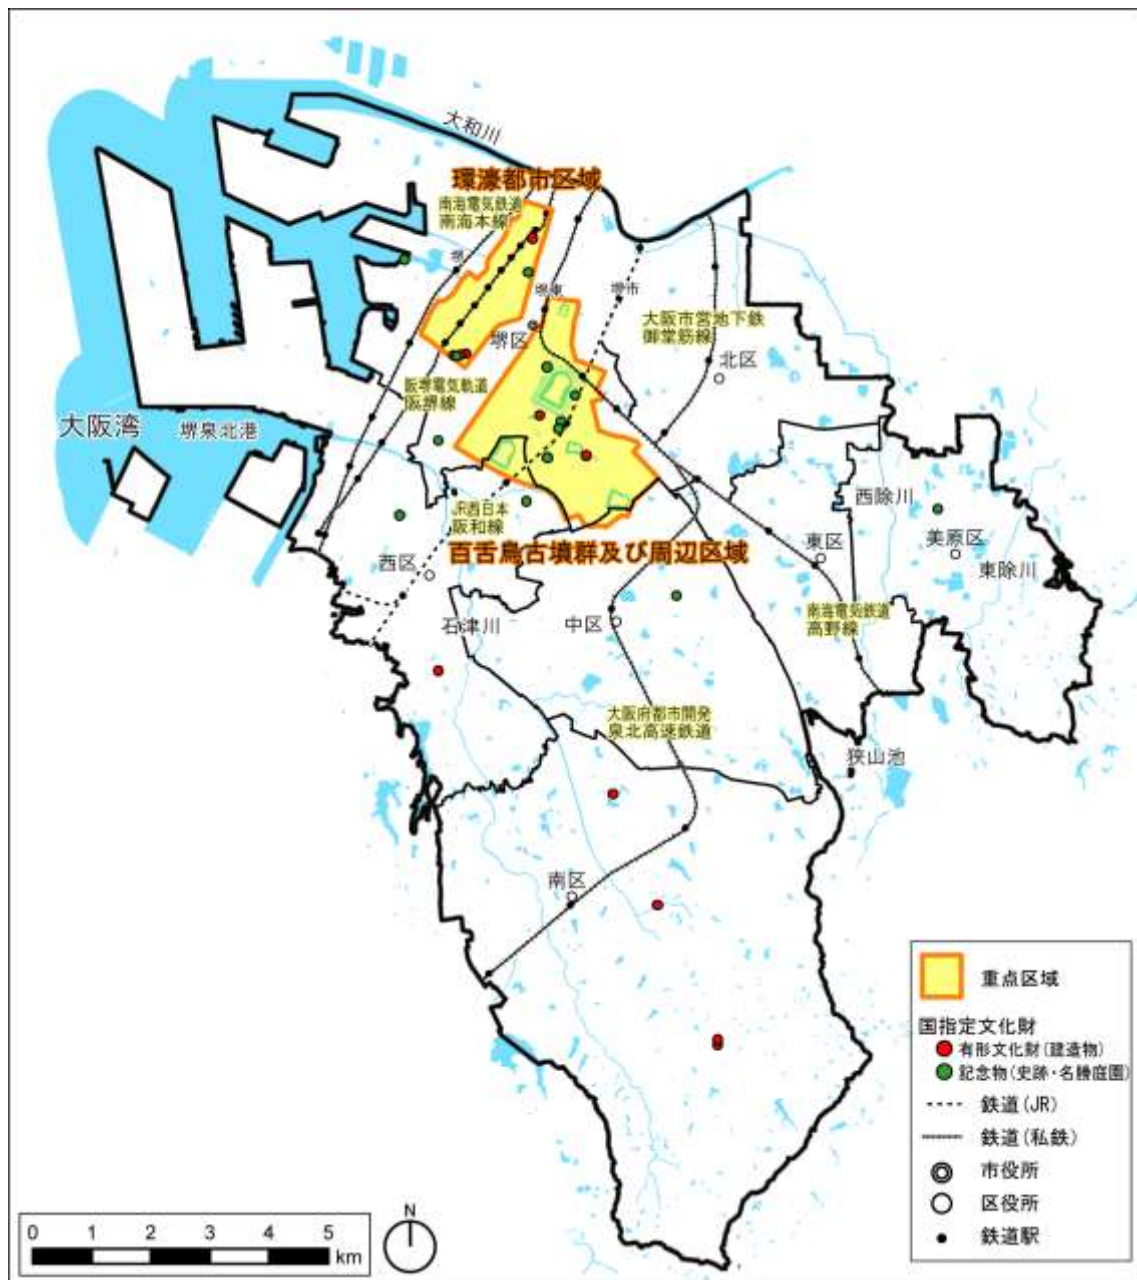 大和川
環濠都市区域
南海電気鉄道
南海本線
堺
堺東
堺市
大阪市営地下鉄
御堂筋線
堺区
北区
阪堺電気軌道
阪堺線
大阪湾
堺泉北港
西除川
JR西日本
阪和線
百舌鳥古墳群及び周辺区域
東区
美原区
東除川
西区
南海電気鉄道
高野線
石津川
中区
大阪府都市開発
泉北高速鉄道
狭山池
南区
重点区域
国指定文化財
有形文化財(建造物)
記念物(史跡・名勝庭園)
鉄道(JR)
鉄道(私鉄)
市役所
区役所
鉄道駅
0 1 2 3 4 5
km
N